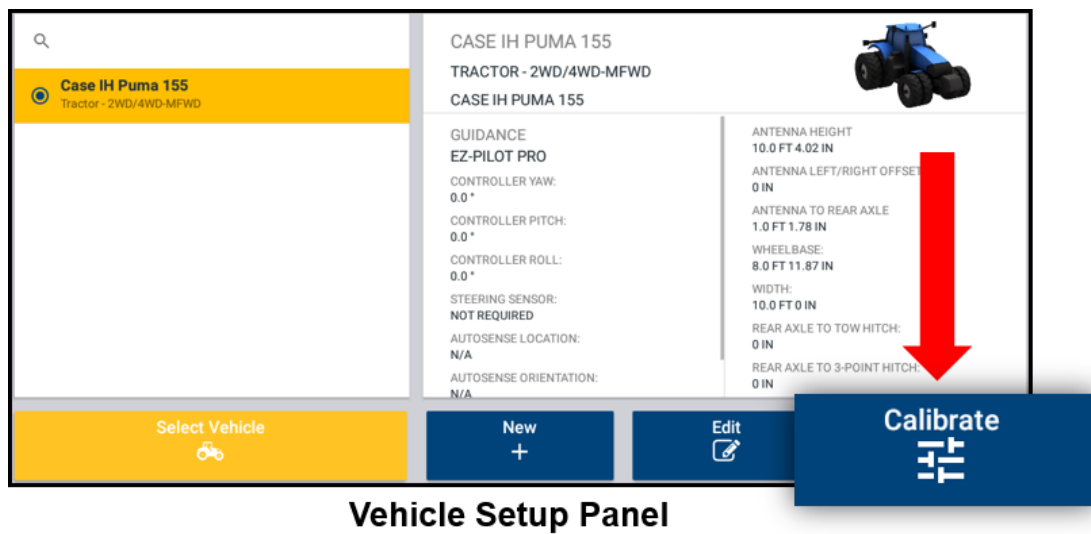 Case IH Puma 155
Tractor - 2WD/4WD-MFWD
CASE IH PUMA 155
TRACTOR - 2WD/4WD-MFWD
CASE IH PUMA 155
GUIDANCE
EZ-PILOT PRO
CONTROLLER YAW:
0.0 °
CONTROLLER PITCH:
0.0 °
CONTROLLER ROLL:
0.0 °
STEERING SENSOR:
NOT REQUIRED
AUTOSENSE LOCATION:
N/A
AUTOSENSE ORIENTATION:
N/A
ANTENNA HEIGHT
10.0 FT 4.02 IN
ANTENNA LEFT/RIGHT OFFSET
0 IN
ANTENNA TO REAR AXLE
1.0 FT 1.78 IN
WHEELBASE:
8.0 FT 11.87 IN
WIDTH:
10.0 FT 0 IN
REAR AXLE TO TOW HITCH:
0 IN
REAR AXLE TO 3-POINT HITCH:
0 IN
Select Vehicle
New
Edit
Calibrate
Vehicle Setup Panel